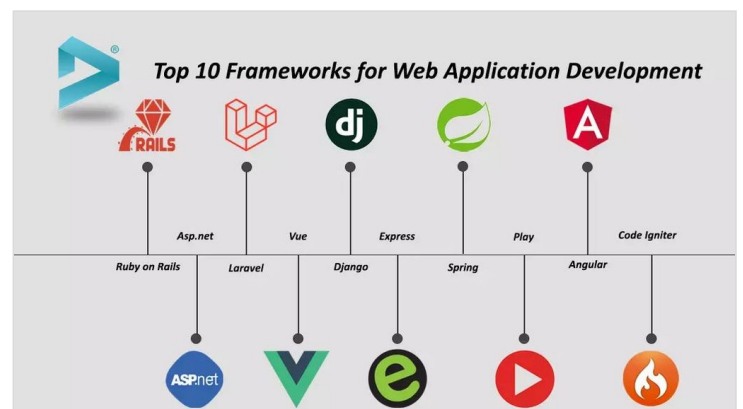 ®
Top 10 Frameworks for Web Application Development
RAILS
dj
A
Asp.net
Vue
Express
Play
Code Igniter
Ruby on Rails
Laravel
Django
Spring
Angular
ASP.net
e